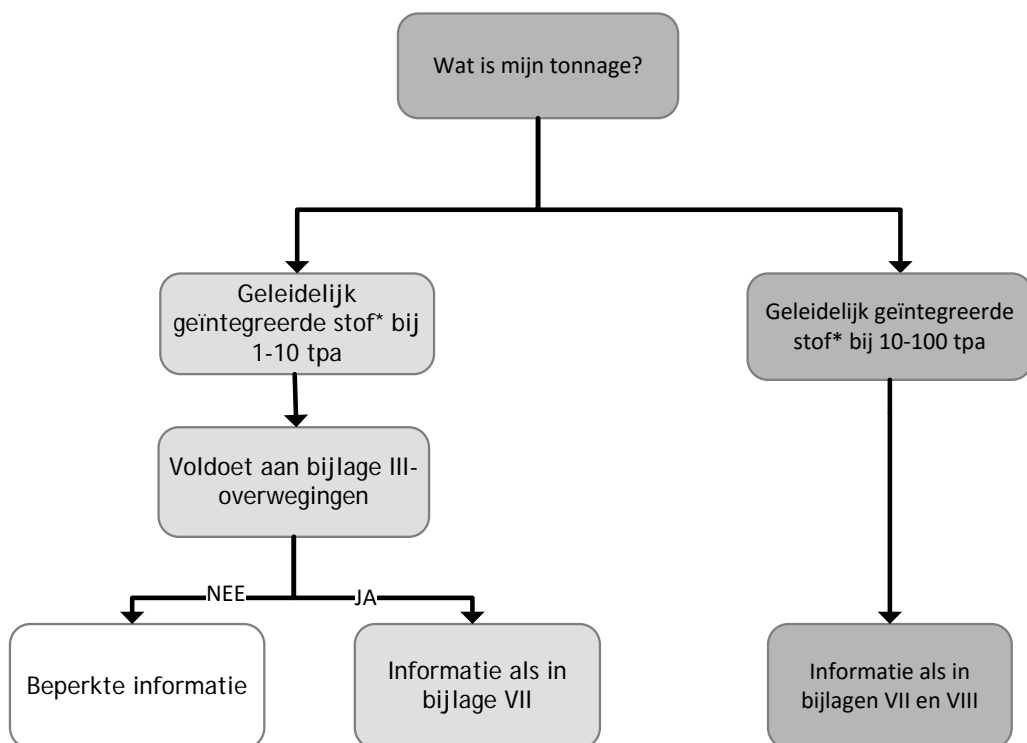 Wat is mijn tonnage?
Geleidelijk
geïntegreerde stof* bij
1-10 tpa
Geleidelijk geïntegreerde
stof* bij 10-100 tpa
Voldoet aan bijlage III-
overwegingen
NEE
JA
Beperkte informatie
Informatie als in
bijlage VII
Informatie als in
bijlagen VII en VIII